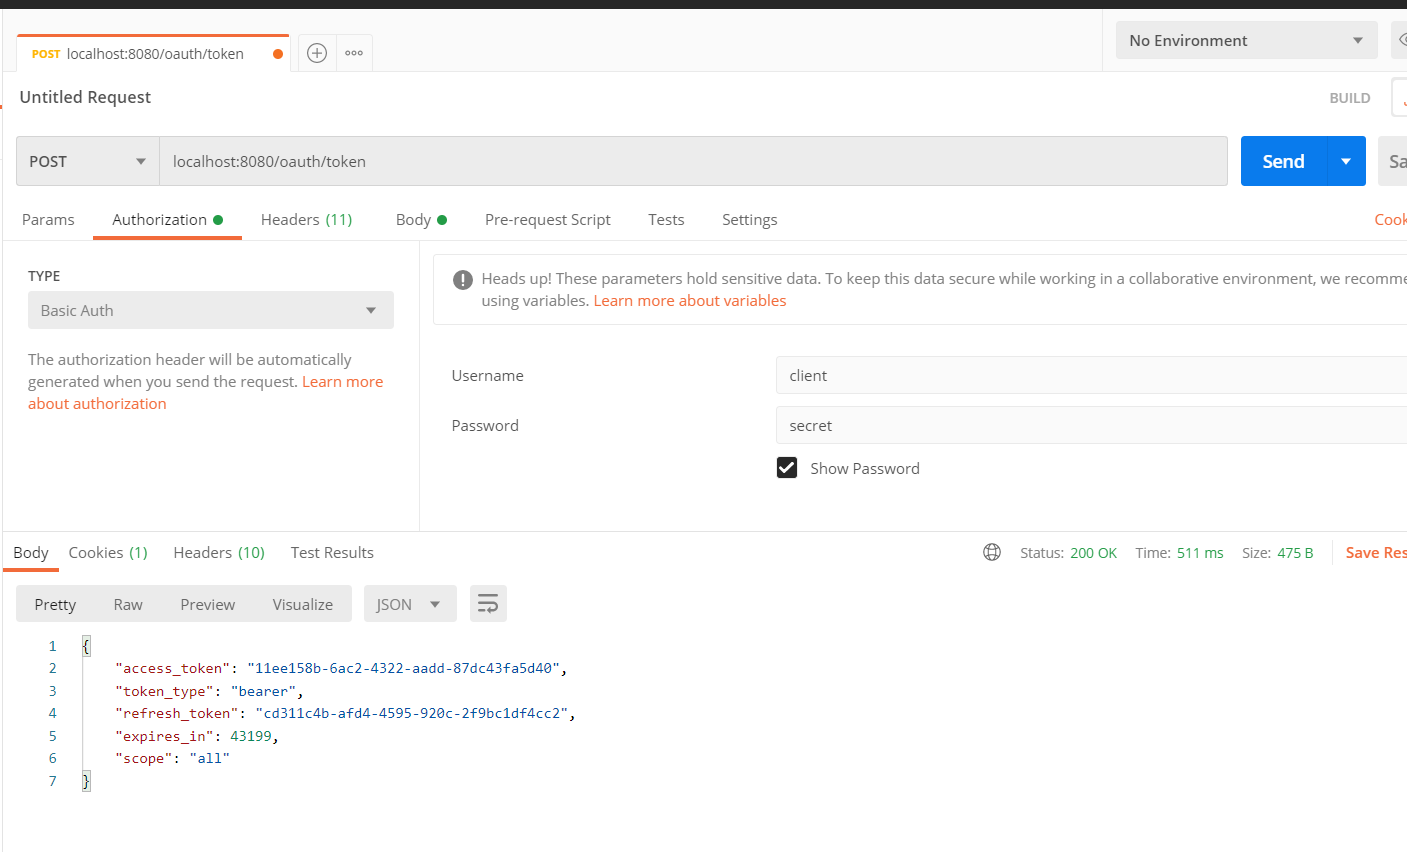 POST localhost:8080/oauth/token
No Environment
Untitled Request
BUILD
POST
localhost:8080/oauth/token
Send
Sa
Params
Authorization
Headers (11)
Body
Pre-request Script
Tests
Settings
Cook
TYPE
Basic Auth
The authorization header will be automatically
generated when you send the request. Learn more
about authorization
Heads up! These parameters hold sensitive data. To keep this data secure while working in a collaborative environment, we recomme
using variables. Learn more about variables
Username
client
Password
secret
Show Password
Body
Cookies (1)
Headers (10)
Test Results
Status: 200 OK
Time: 511 ms
Size: 475 B
Save Res
Pretty
Raw
Preview
Visualize
JSON
1 {
2 "access_token": "11ee158b-6ac2-4322-aadd-87dc43fa5d40",
3 "token_type": "bearer",
4 "refresh_token": "cd311c4b-afd4-4595-920c-2f9bc1df4cc2",
5 "expires_in": 43199,
6 "scope": "all"
7 }